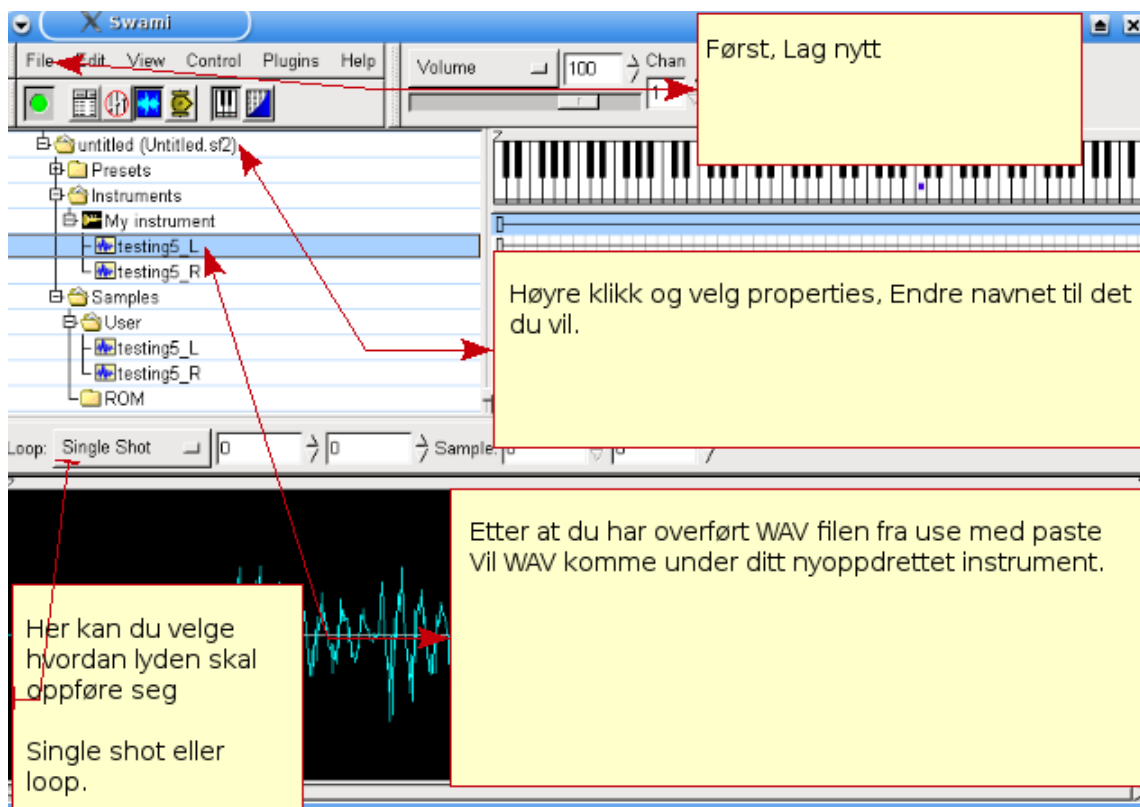 Swami
File Edit View Control Plugins Help
Volume 100 Chan
1
Først, Lag nytt
untitled (Untitled.sf2)
Presets
Instruments
My instrument
testing5_L
testing5_R
Samples
User
testing5_L
testing5_R
ROM
Høyre klikk og velg properties, Endre navnet til det
du vil.
Loop: Single Shot 0 0 Sample: 0 0
Etter at du har overført WAV filen fra use med paste
Vil WAV komme under ditt nyoppdrettet instrument.
Her kan du velge
hvordan lyden skal
oppføre seg
Single shot eller
loop.